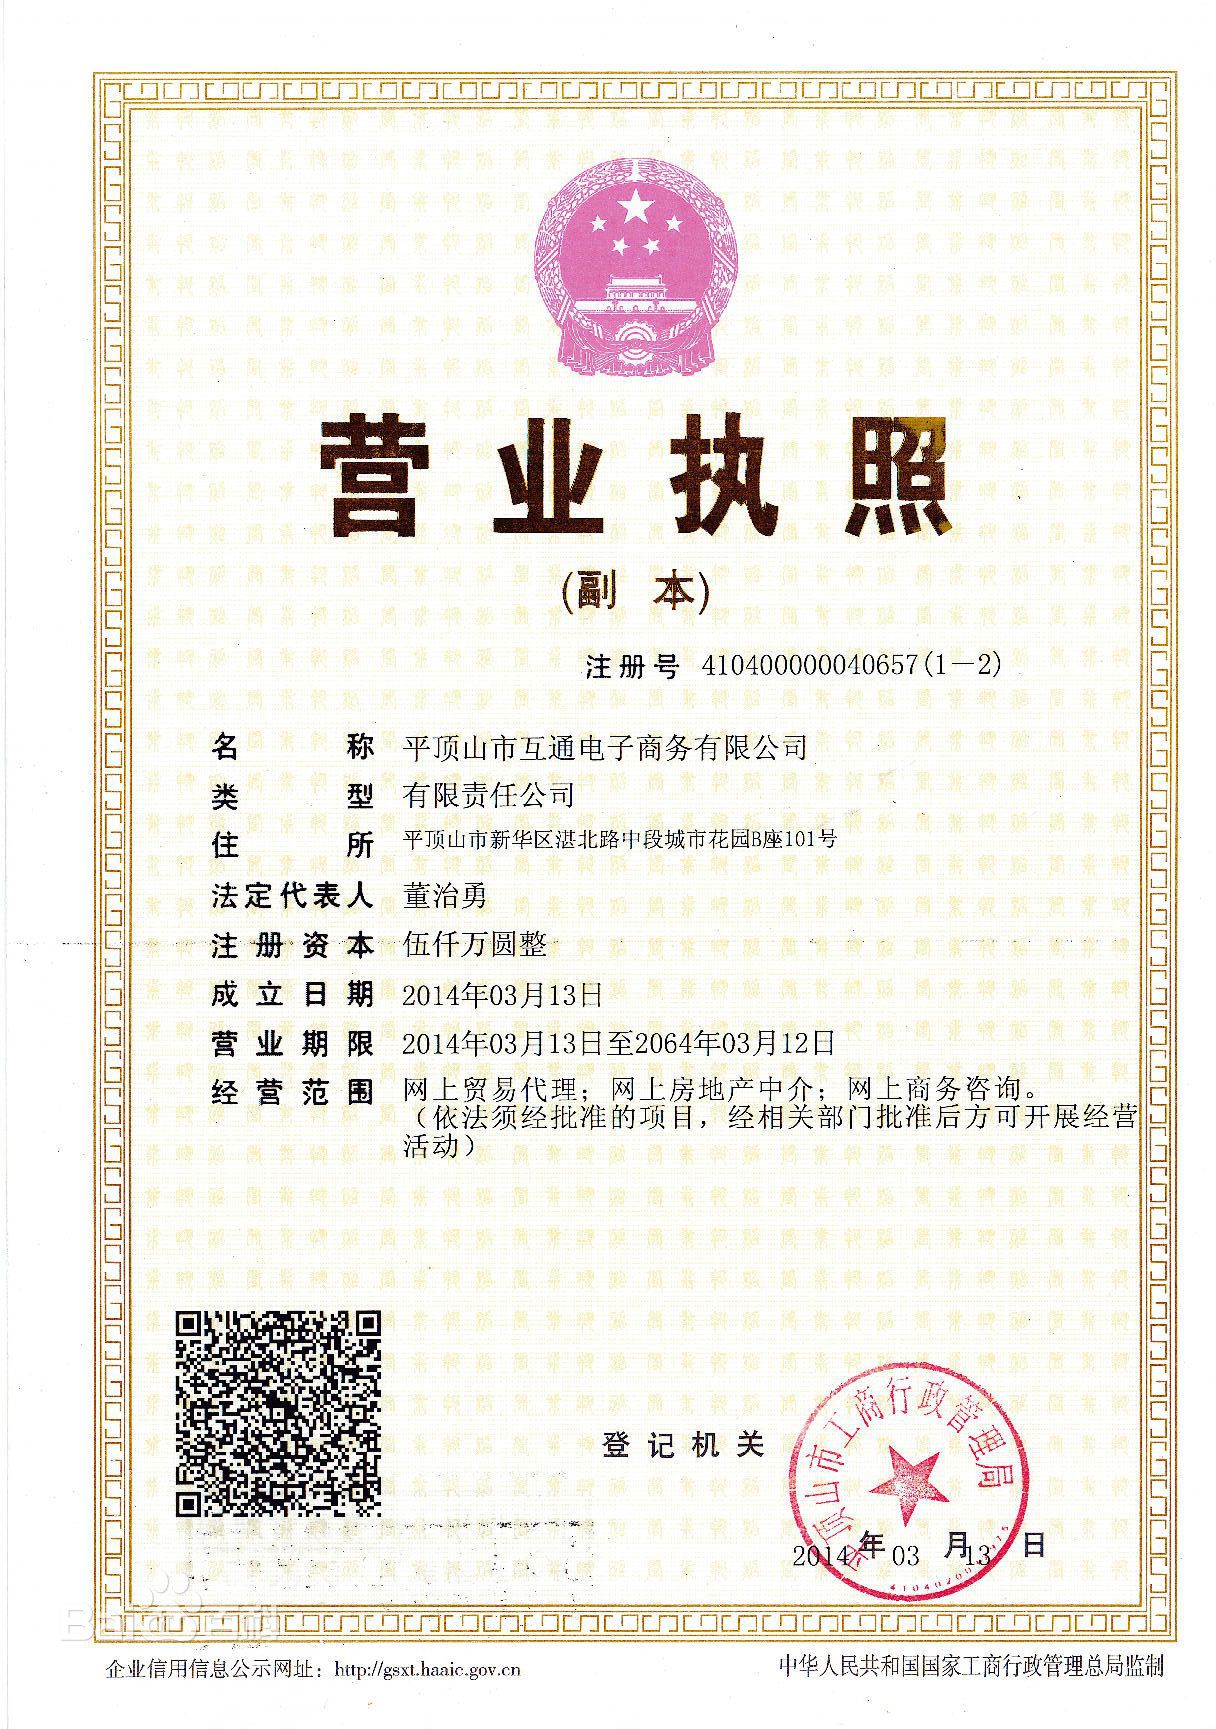 营业执照
(副 本)
注册号 410400000040657(1-2)
名称 平顶山市互通电子商务有限公司
类型 有限责任公司
住所 平顶山市新华区湛北路中段城市花园B座101号
法定代表人 董治勇
注册资本 伍仟万圆整
成立日期 2014年03月13日
营业期限 2014年03月13日至2064年03月12日
经营范围 网上贸易代理；网上房地产中介；网上商务咨询。
（依法须经批准的项目，经相关部门批准后方可开展经营
活动）
平顶山市工商行政管理局
登记机关
2014年03月13日
Baidu百科
企业信用信息公示网址：http://gsxt.haaic.gov.cn
中华人民共和国国家工商行政管理总局监制